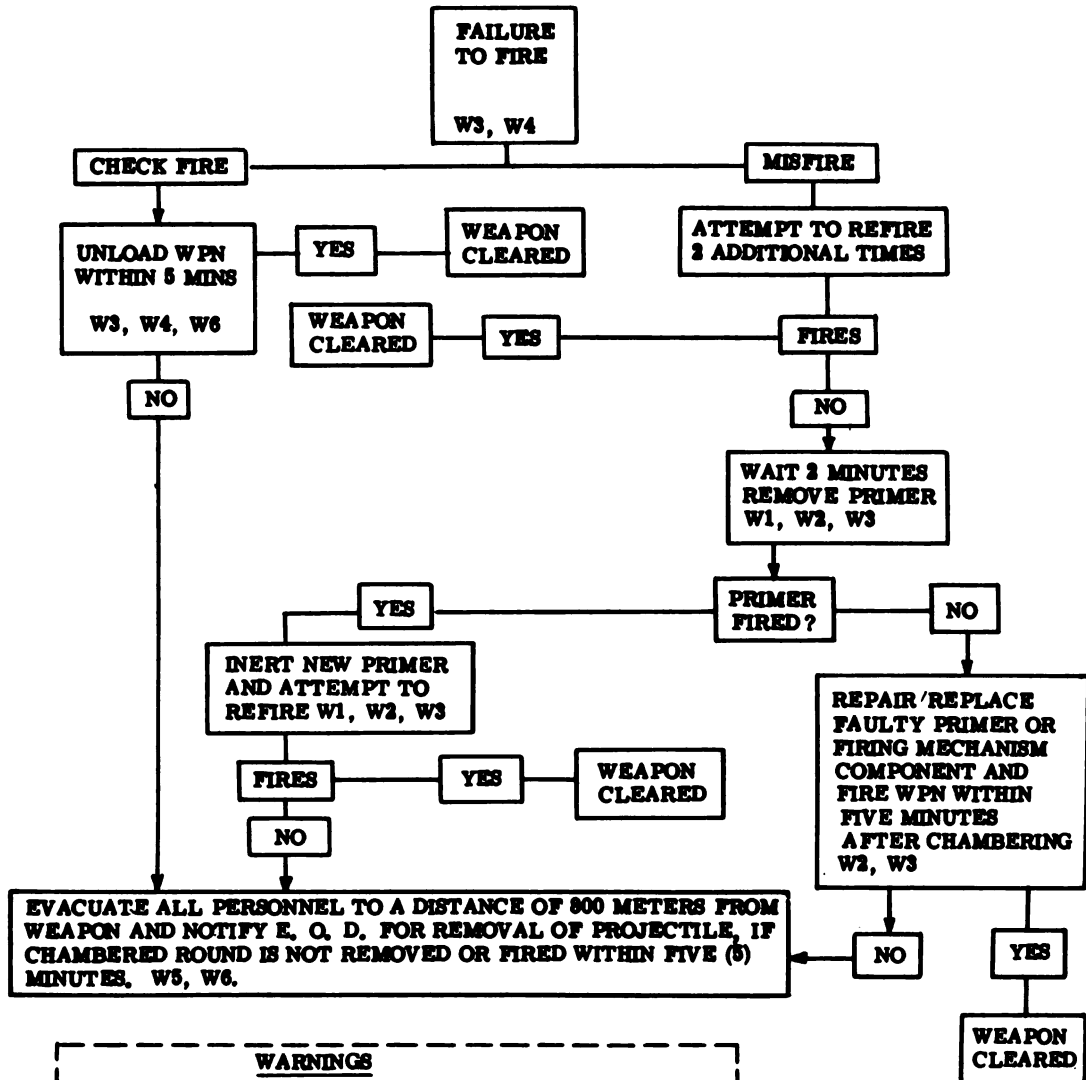 FAILURE
TO FIRE
W3, W4
CHECK FIRE
MISFIRE
UNLOAD WPN
WITHIN 5 MINS
W3, W4, W6
YES
WEAPON
CLEARED
ATTEMPT TO REFIRE
2 ADDITIONAL TIMES
WEAPON
CLEARED
YES
FIRES
NO
NO
WAIT 2 MINUTES
REMOVE PRIMER
W1, W2, W3
YES
PRIMER
FIRED?
NO
INERT NEW PRIMER
AND ATTEMPT TO
REFIRE W1, W2, W3
REPAIR/REPLACE
FAULTY PRIMER OR
FIRING MECHANISM
COMPONENT AND
FIRE WPN WITHIN
FIVE MINUTES
AFTER CHAMBERING
W2, W3
FIRES
YES
WEAPON
CLEARED
NO
EVACUATE ALL PERSONNEL TO A DISTANCE OF 800 METERS FROM
WEAPON AND NOTIFY E. O. D. FOR REMOVAL OF PROJECTILE, IF
CHAMBERED ROUND IS NOT REMOVED OR FIRED WITHIN FIVE (5)
MINUTES. W5, W6.
NO
YES
WEAPON
CLEARED
WARNINGS